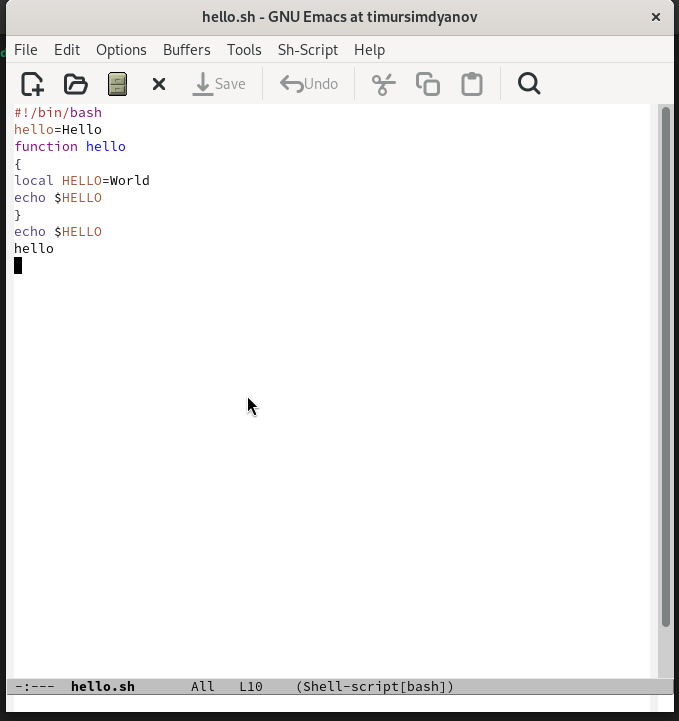 hello.sh - GNU Emacs at timursimdyanov
File Edit Options Buffers Tools Sh-Script Help
Save Undo
#!/bin/bash
hello=Hello
function hello
{
local HELLO=World
echo $HELLO
}
echo $HELLO
hello
-:--- hello.sh All L10 (Shell-script[bash])